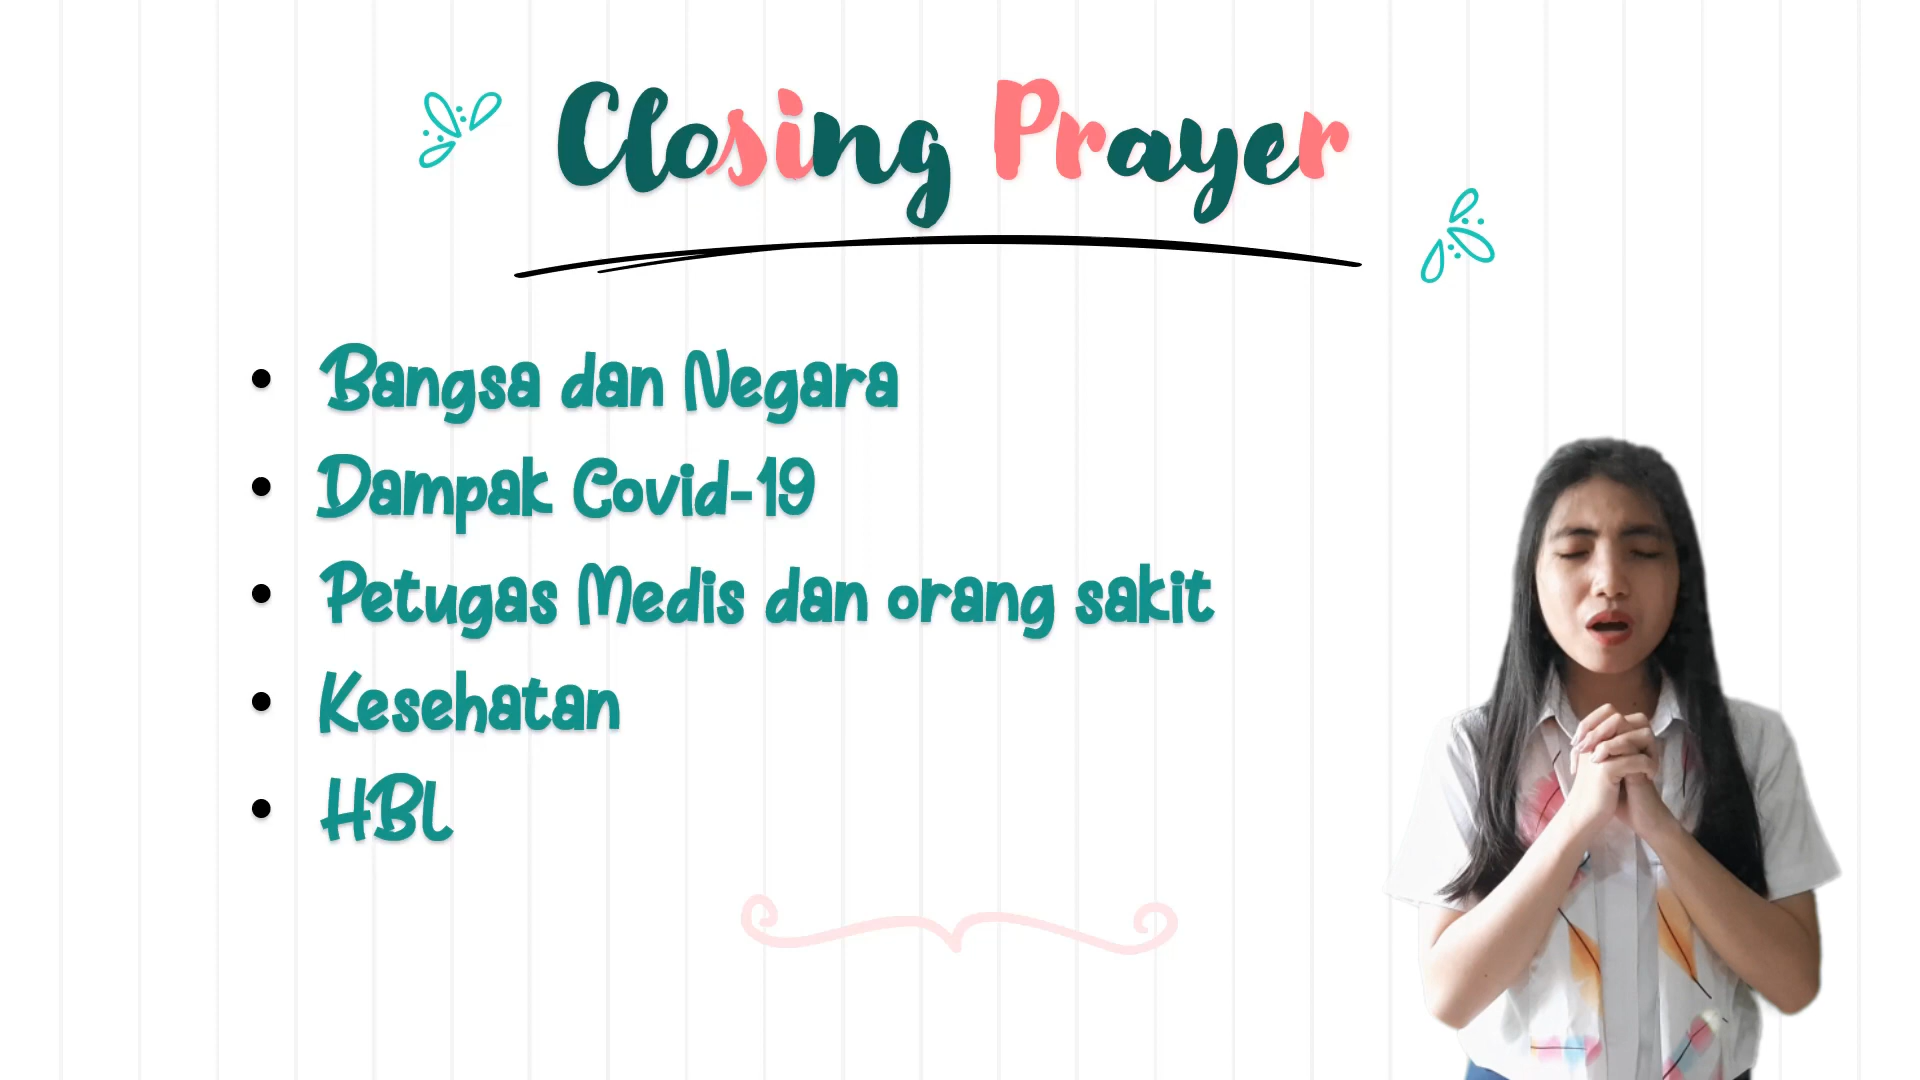 Closing Prayer
• Bangsa dan Negara
• Dampak Covid-19
• Petugas Medis dan orang sakit
• Kesehatan
• HBL